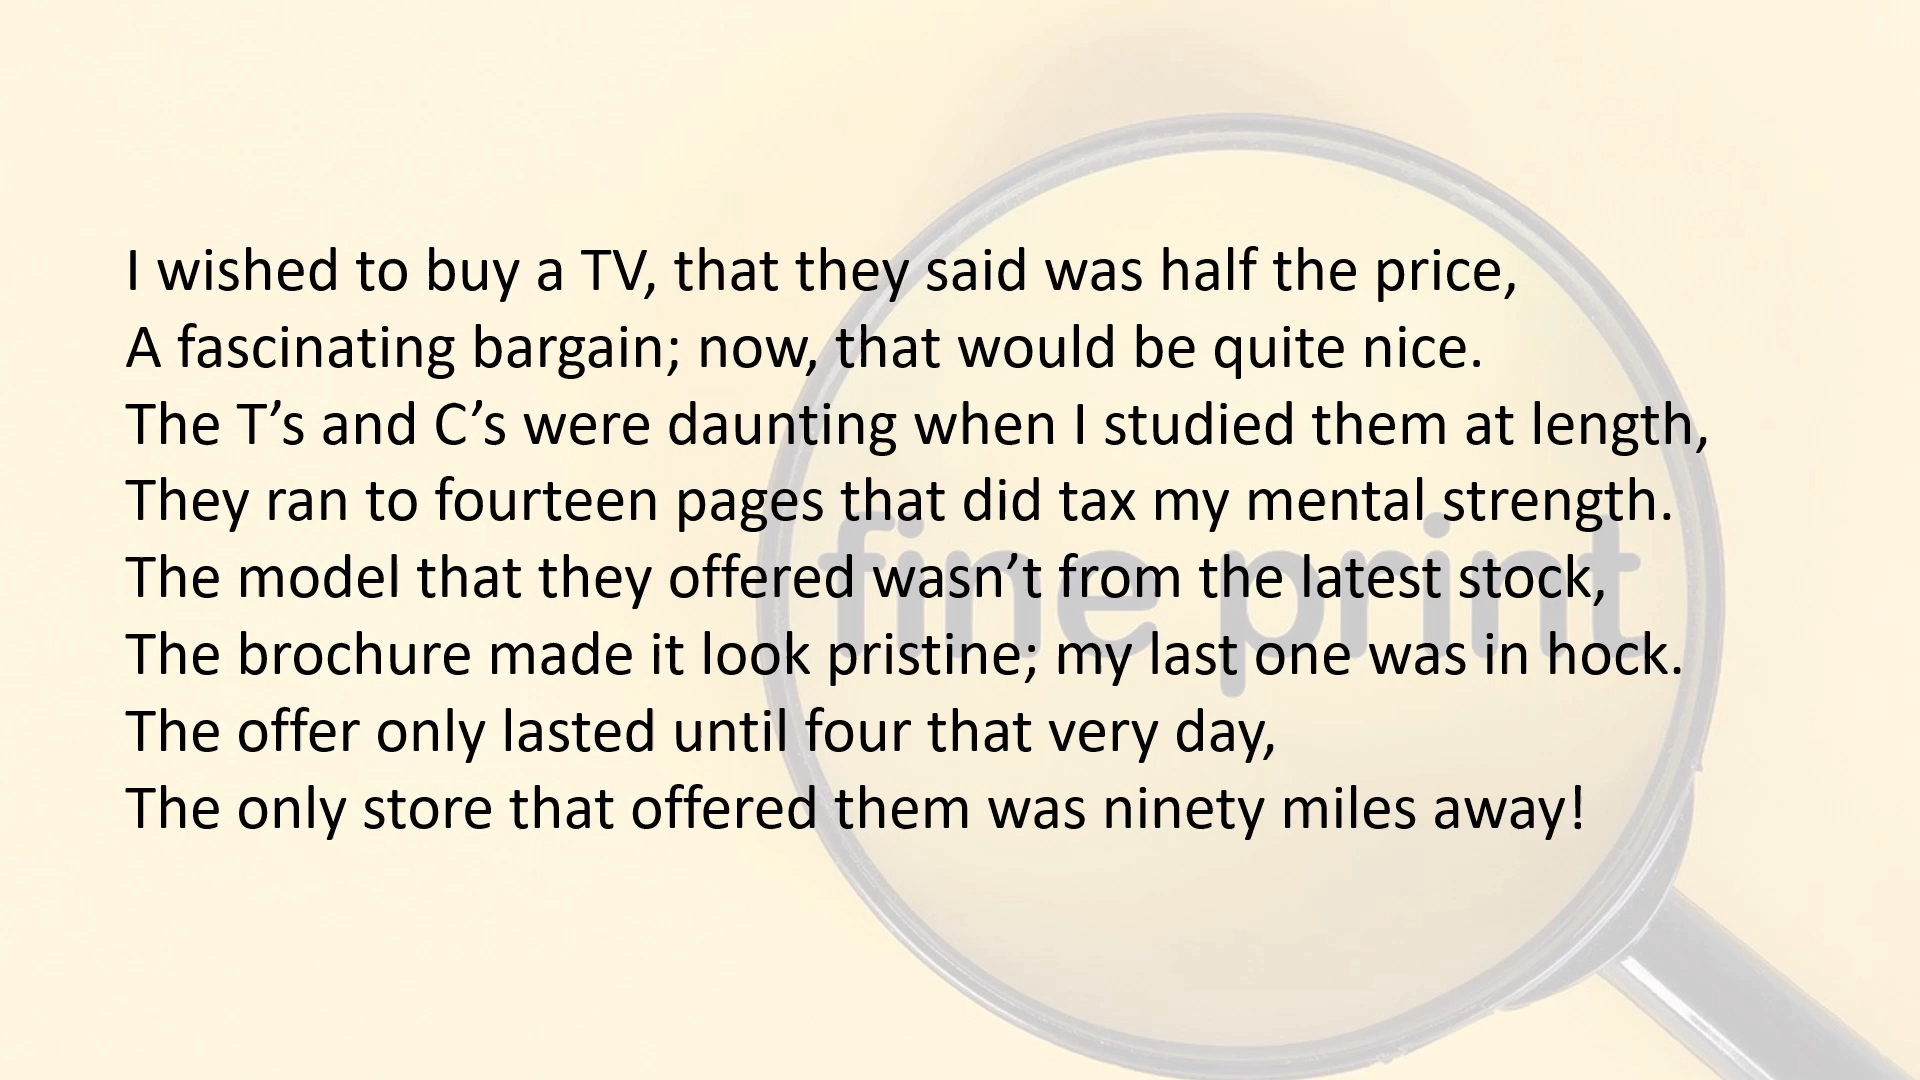 I wished to buy a TV, that they said was half the price,
A fascinating bargain; now, that would be quite nice.
The T’s and C’s were daunting when I studied them at length,
They ran to fourteen pages that did tax my mental strength.
The model that they offered wasn’t from the latest stock,
The brochure made it look pristine; my last one was in hock.
The offer only lasted until four that very day,
The only store that offered them was ninety miles away!
fine print